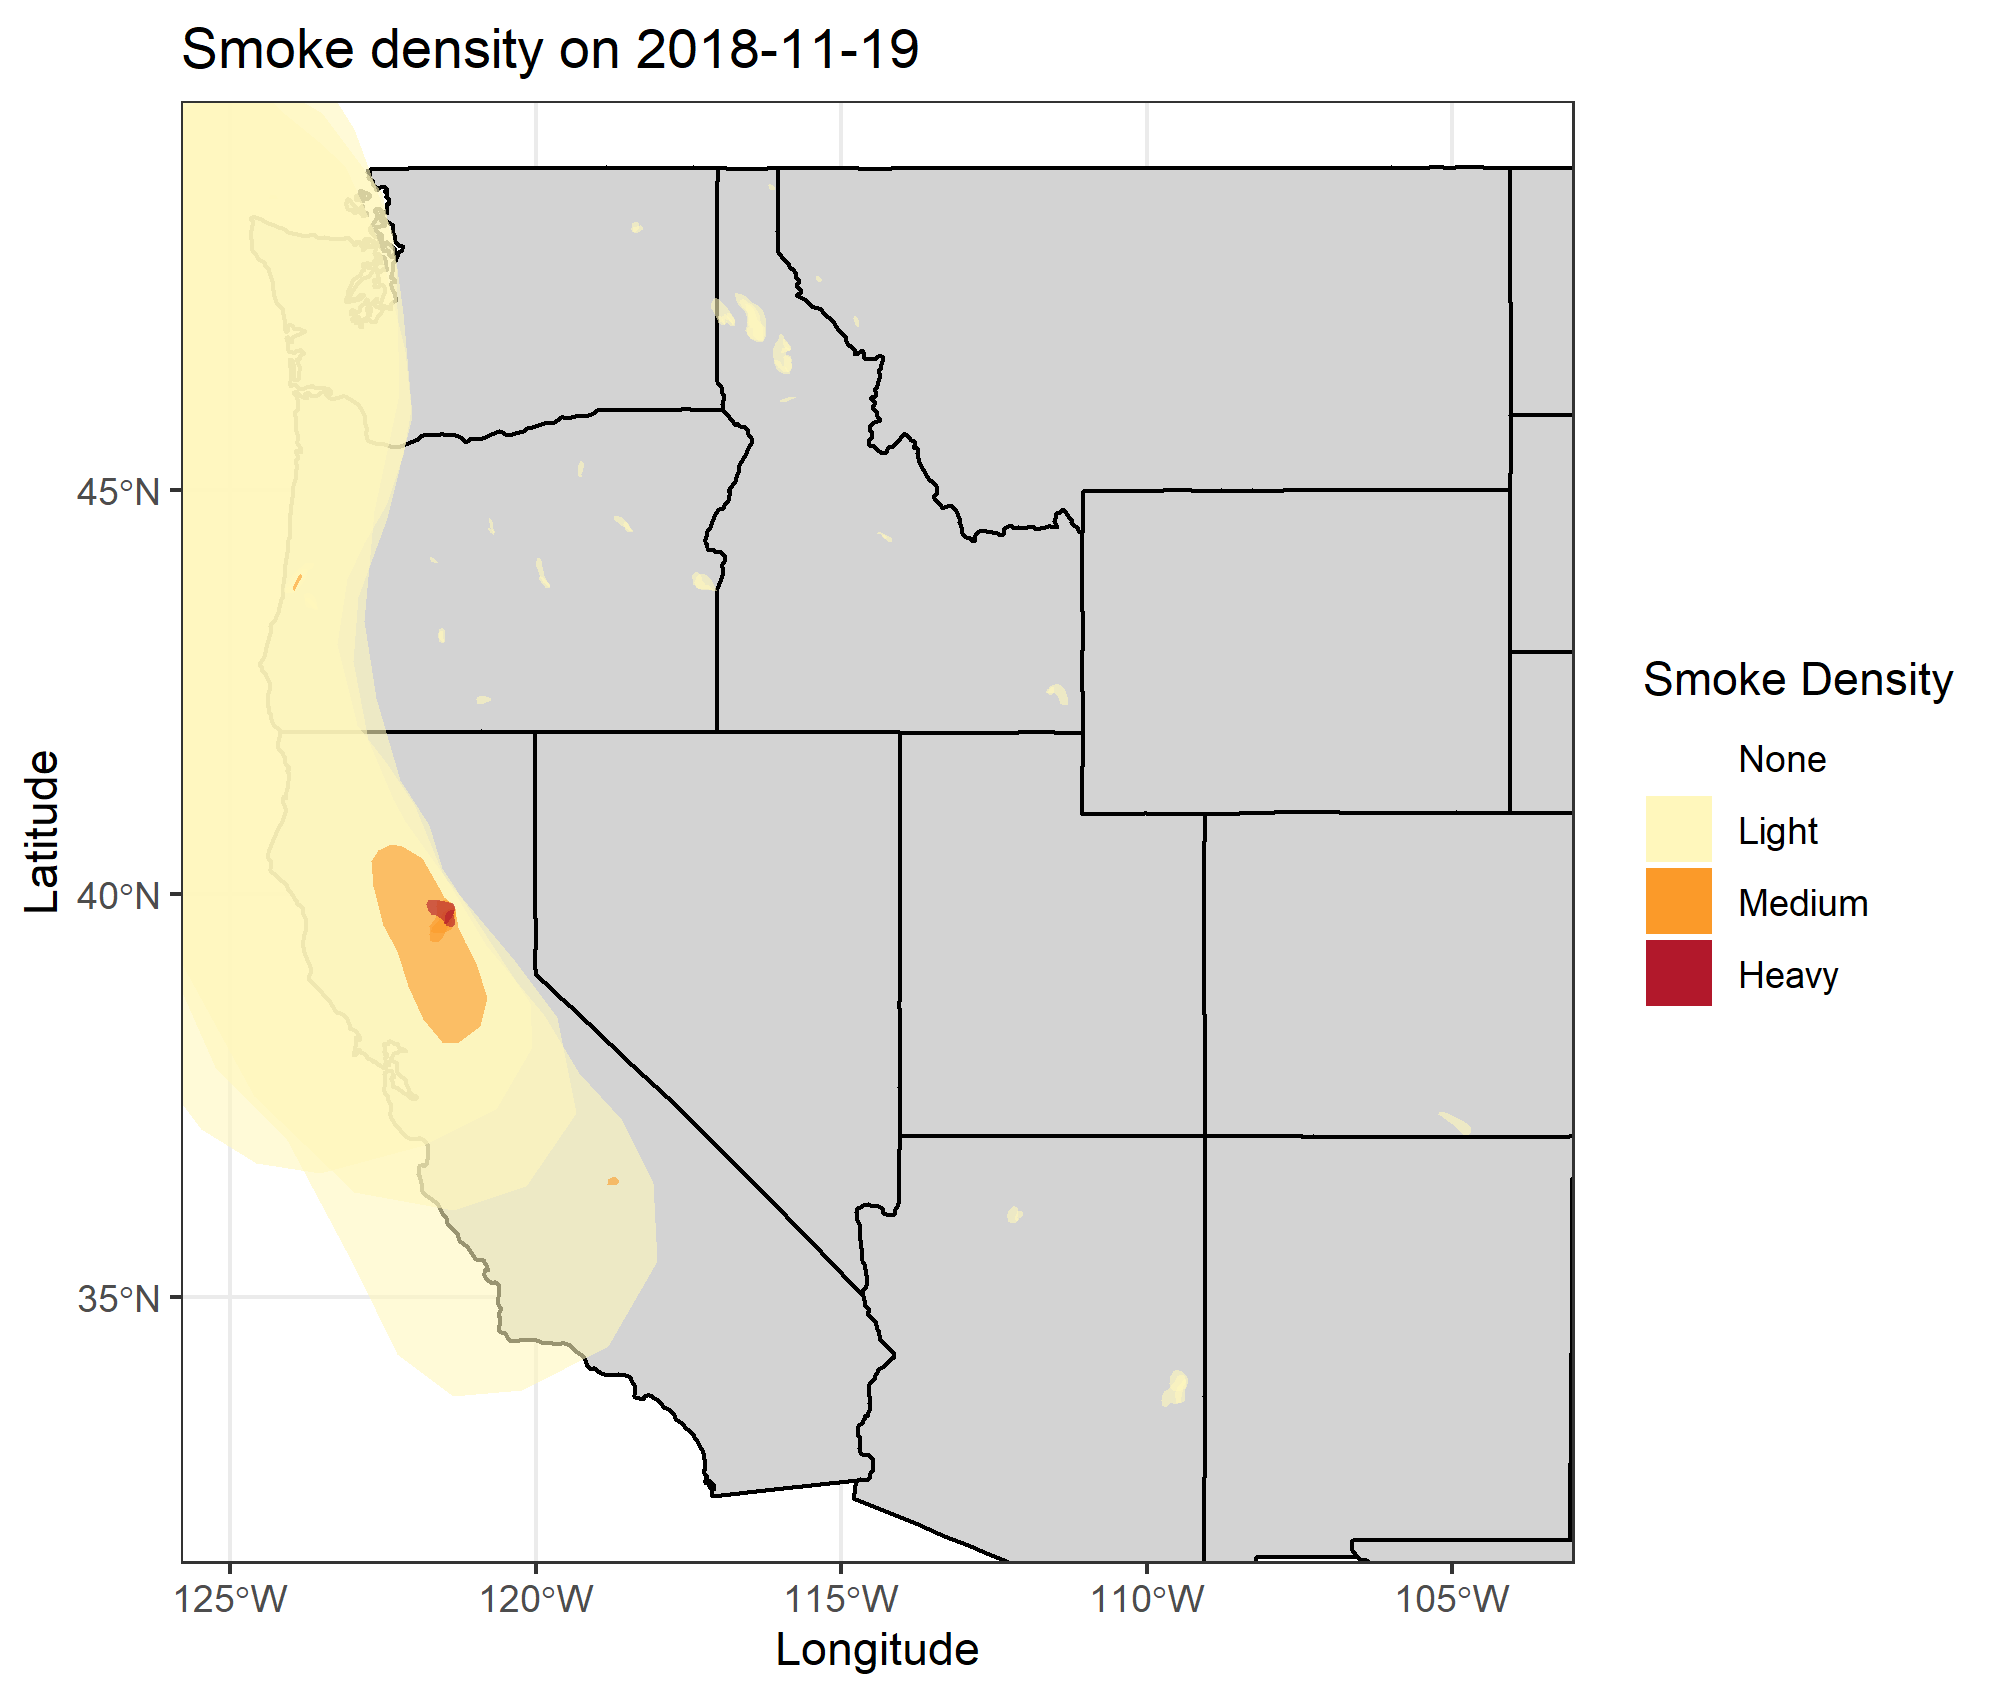 Smoke density on 2018-11-19
45°N
40°N
35°N
Latitude
125°W 120°W 115°W 110°W 105°W
Longitude
Smoke Density
None
Light
Medium
Heavy